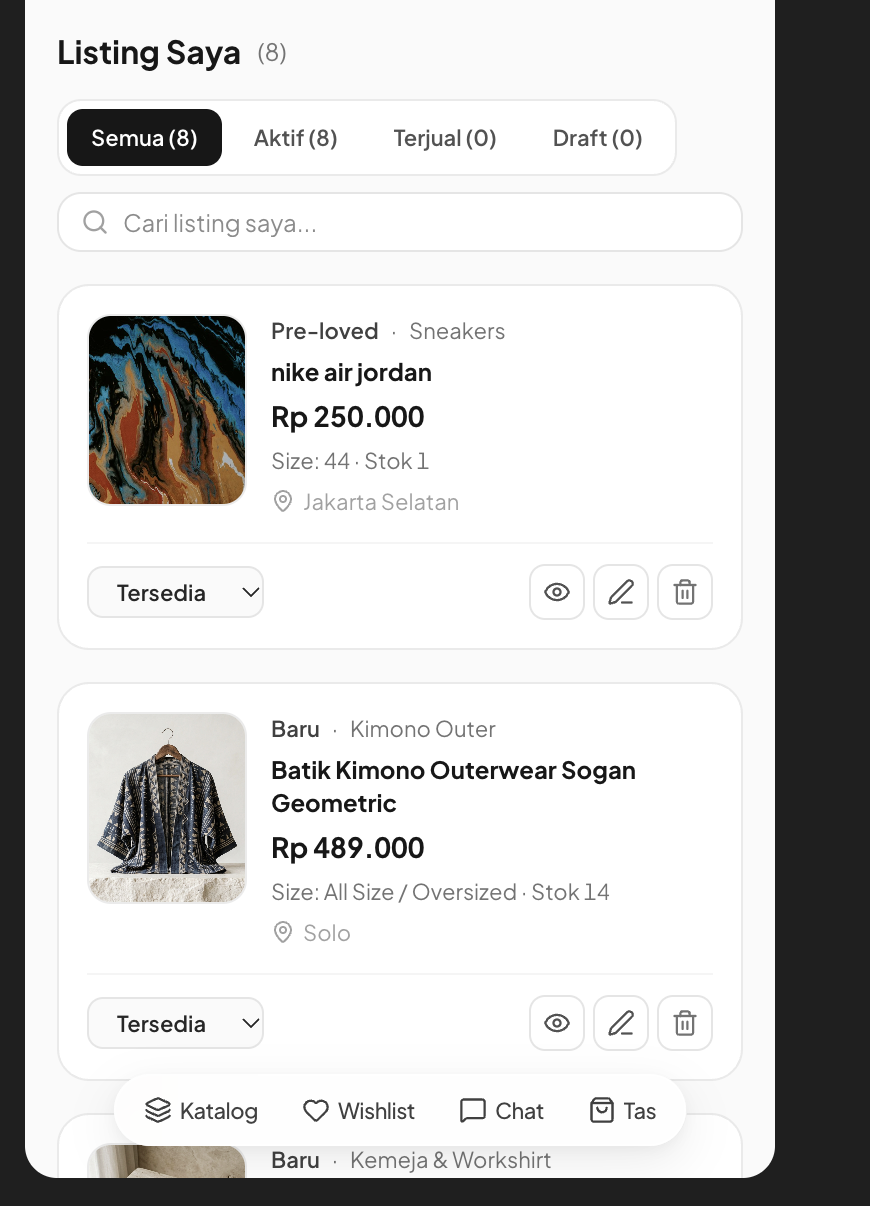 Listing Saya (8)
Semua (8) Aktif (8) Terjual (0) Draft (0)
Cari listing saya...
Pre-loved · Sneakers
nike air jordan
Rp 250.000
Size: 44 · Stok 1
Jakarta Selatan
Tersedia
Baru · Kimono Outer
Batik Kimono Outerwear Sogan
Geometric
Rp 489.000
Size: All Size / Oversized · Stok 14
Solo
Tersedia
Katalog Wishlist Chat Tas
Baru · Kemeja & Workshirt